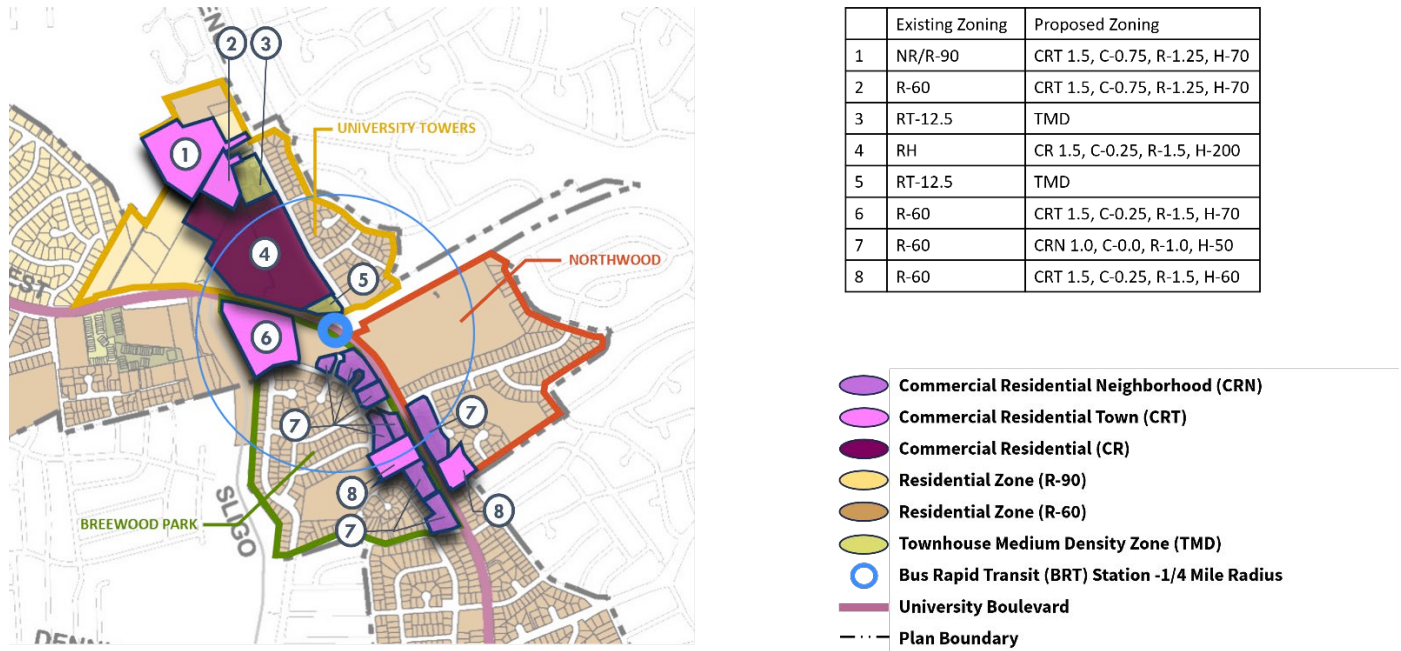 2
3
1
UNIVERSITY TOWERS
4
5
NORTHWOOD
6
7
7
8
8
7
BREEWOOD PARK
SLIGO
Existing Zoning Proposed Zoning
1 NR/R-90 CRT 1.5, C-0.75, R-1.25, H-70
2 R-60 CRT 1.5, C-0.75, R-1.25, H-70
3 RT-12.5 TMD
4 RH CR 1.5, C-0.25, R-1.5, H-200
5 RT-12.5 TMD
6 R-60 CRT 1.5, C-0.25, R-1.5, H-70
7 R-60 CRN 1.0, C-0.0, R-1.0, H-50
8 R-60 CRT 1.5, C-0.25, R-1.5, H-60
Commercial Residential Neighborhood (CRN)
Commercial Residential Town (CRT)
Commercial Residential (CR)
Residential Zone (R-90)
Residential Zone (R-60)
Townhouse Medium Density Zone (TMD)
Bus Rapid Transit (BRT) Station -1/4 Mile Radius
University Boulevard
Plan Boundary